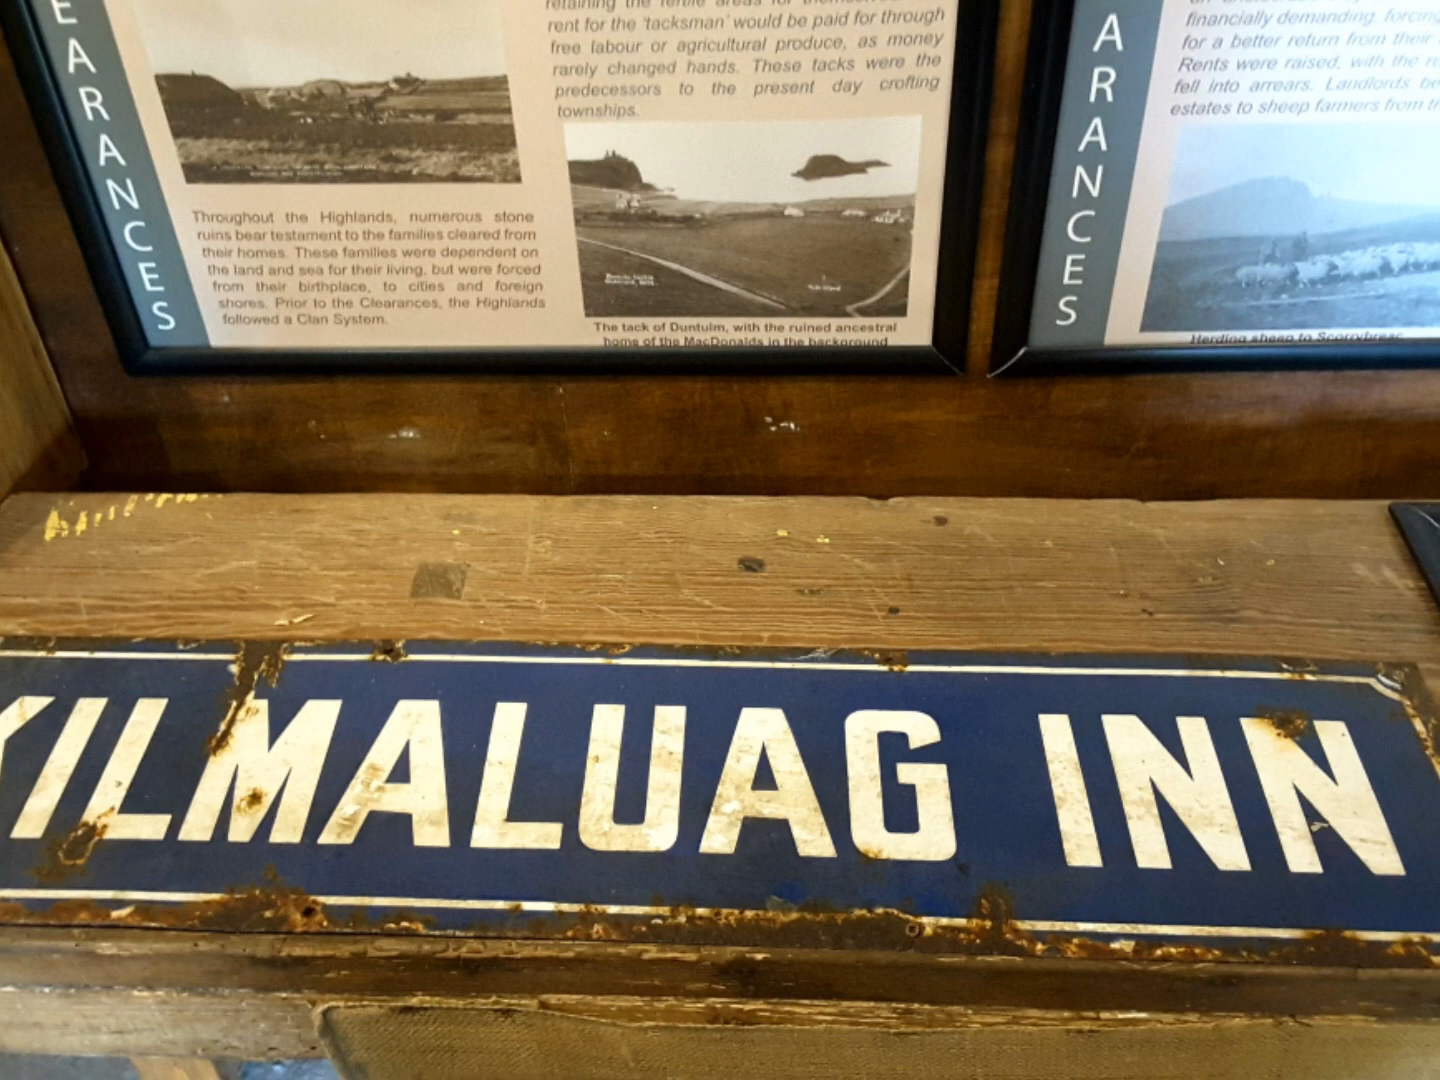 EARANCES
Throughout the Highlands, numerous stone
ruins bear testament to the families cleared from
their homes. These families were dependent on
the land and sea for their living, but were forced
from their birthplace, to cities and foreign
shores. Prior to the Clearances, the Highlands
followed a Clan System.
retaining the fertile areas for themselves
rent for the 'tacksman' would be paid for through
free labour or agricultural produce, as money
rarely changed hands. These tacks were the
predecessors to the present day crofting
townships.
The tack of Duntulm, with the ruined ancestral
home of the MacDonalds in the background
ARANCES
financially demanding, forcing
for a better return from their
Rents were raised, with the
fell into arrears. Landlords
estates to sheep farmers from
Herding sheep to Scorrybreac
KILMALUAG INN